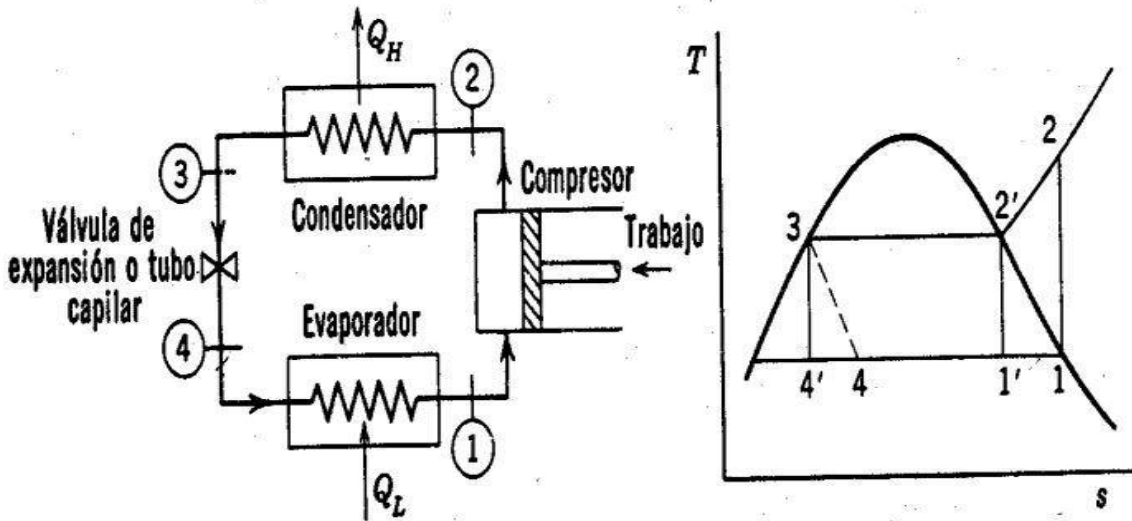 Q_H
2
3
Compresor
Condensador
Trabajo
Válvula de
expansión o tubo
capilar
Evaporador
4
1
Q_L
T
2
2'
3
4'
4
1'
1
s